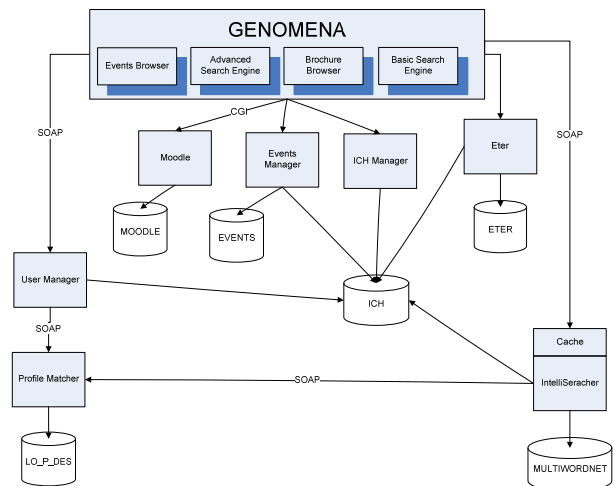 GENOMENA
Events Browser
Advanced
Search Engine
Brochure
Browser
Basic Search
Engine
CGI
SOAP
SOAP
Moodle
Events
Manager
ICH Manager
Eter
MOODLE
EVENTS
ETER
User Manager
ICH
SOAP
Cache
Profile Matcher
SOAP
IntelliSeracher
LO_P_DES
MULTIWORDNET